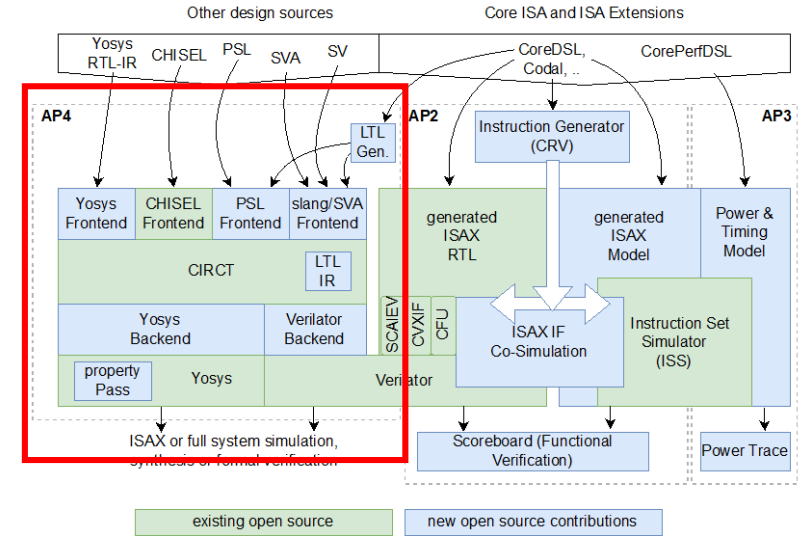 Other design sources
Core ISA and ISA Extensions
Yosys
RTL-IR
CHISEL
PSL
SVA
SV
CoreDSL,
Codal, ..
CorePerfDSL
AP4
AP2
AP3
LTL
Gen.
Instruction Generator
(CRV)
Yosys
Frontend
CHISEL
Frontend
PSL
Frontend
slang/SVA
Frontend
generated
ISAX
RTL
generated
ISAX
Model
Power &
Timing
Model
CIRCT
LTL
IR
Yosys
Backend
Verilator
Backend
SCAIEV
CVXIF
CFU
ISAX IF
Co-Simulation
Instruction Set
Simulator
(ISS)
property
Pass
Yosys
Verilator
ISAX or full system simulation,
synthesis or formal verification
Scoreboard (Functional
Verification)
Power Trace
existing open source
new open source contributions